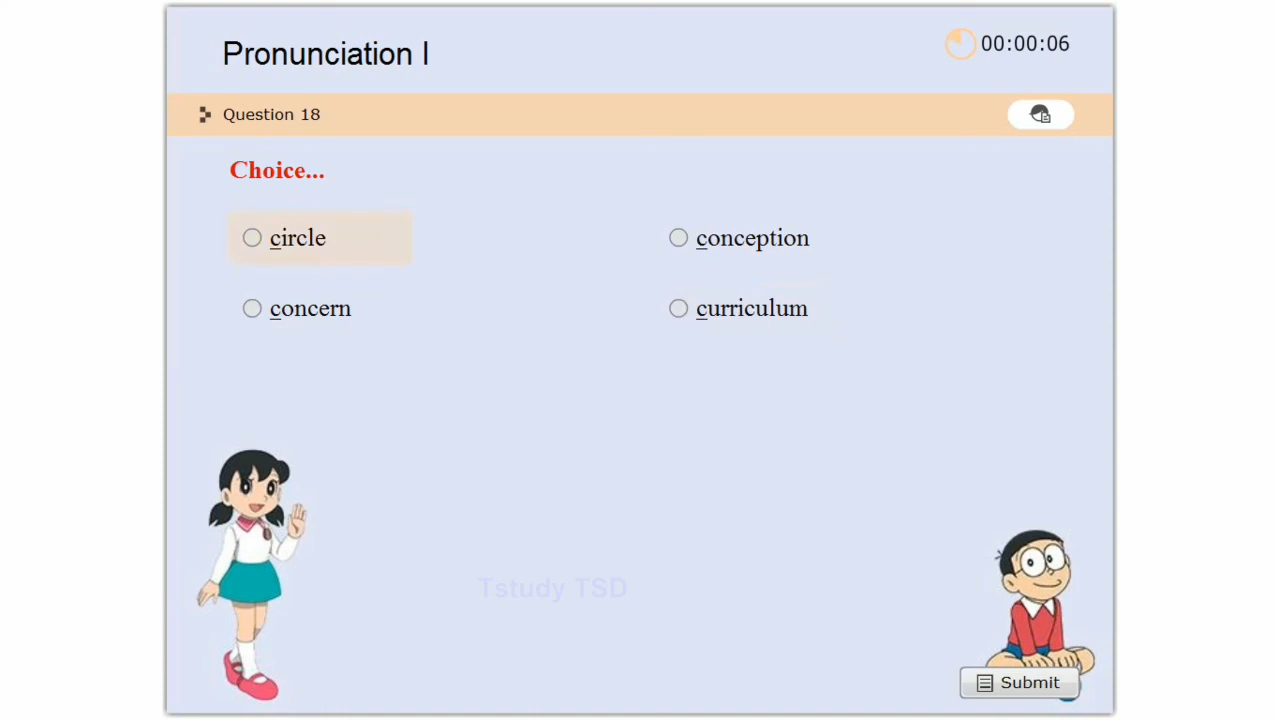 Pronunciation I
00:00:06
Question 18
Choice...
circle
conception
concern
curriculum
Tstudy TSD
Submit